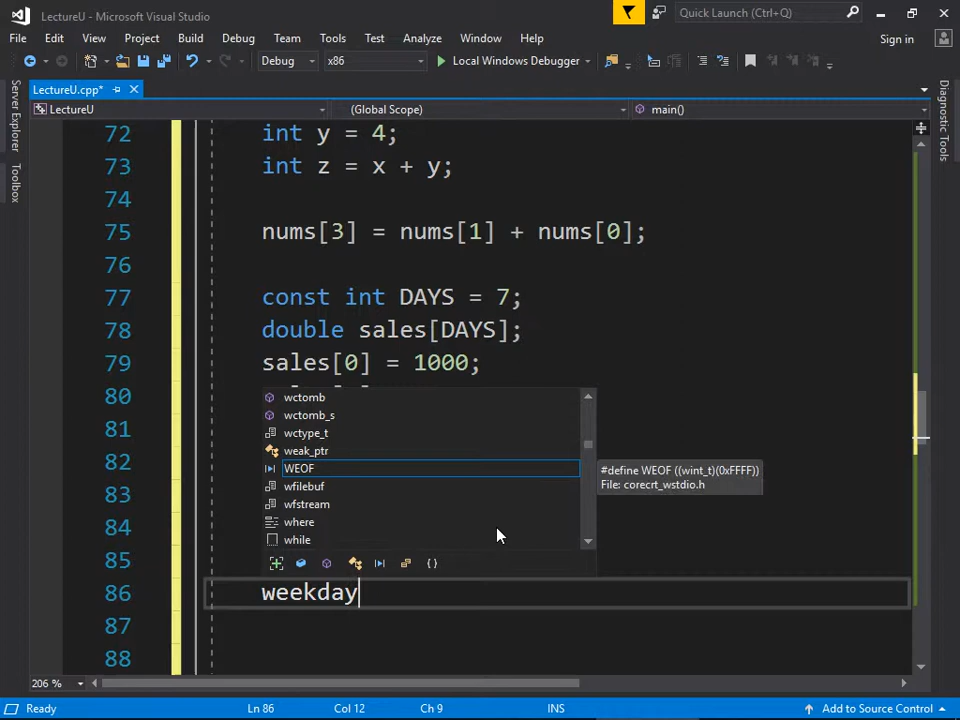 LectureU - Microsoft Visual Studio
Quick Launch (Ctrl+Q)
File Edit View Project Build Debug Team Tools Test Analyze Window Help
Sign in
Debug x86 Local Windows Debugger
LectureU.cpp*
LectureU (Global Scope) main()
Server Explorer
Toolbox
Diagnostic Tools
72 int y = 4;
73 int z = x + y;
74
75 nums[3] = nums[1] + nums[0];
76
77 const int DAYS = 7;
78 double sales[DAYS];
79 sales[0] = 1000;
80
81
82
83
84
85
86 weekday
87
88
wctomb
wctomb_s
wctype_t
weak_ptr
WEOF
wfilebuf
wfstream
where
while
{ }
#define WEOF ((wint_t)(0xFFFF))
File: corecrt_wstdio.h
206 %
Ready Ln 86 Col 12 Ch 9 INS Add to Source Control